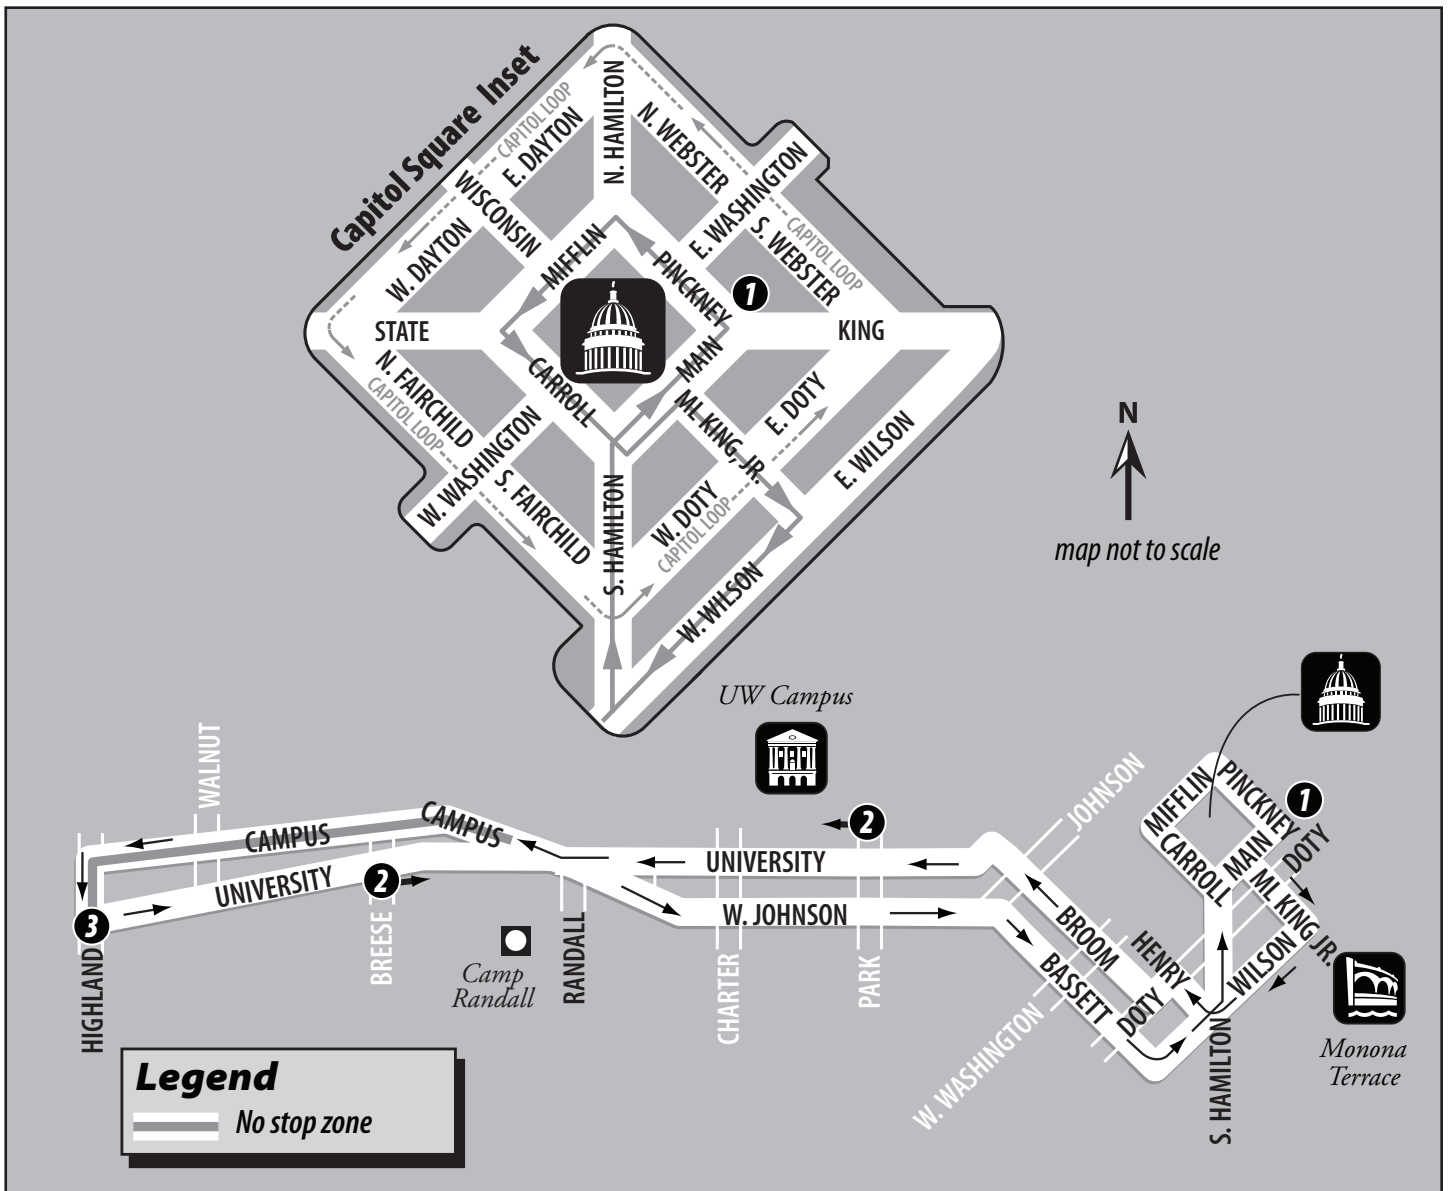 Capitol Square Inset
CAPITOL LOOP
E. DAYTON
N. HAMILTON
N. WEBSTER
E. WASHINGTON
WISCONSIN
W. DAYTON
MIFFLIN
PINCKNEY
S. WEBSTER
CAPITOL LOOP
1
STATE
KING
N. FAIRCHILD
CAPITOL LOOP
CARROLL
MAIN
ML KING, JR.
E. DOTY
E. WILSON
W. WASHINGTON
S. FAIRCHILD
S. HAMILTON
W. DOTY
CAPITOL LOOP
W. WILSON
N
map not to scale
UW Campus
WALNUT
CAMPUS
CAMPUS
UNIVERSITY
2
3
HIGHLAND
BREESE
Camp
Randall
RANDALL
2
UNIVERSITY
W. JOHNSON
CHARTER
PARK
JOHNSON
BROOM
BASSETT
HENRY
DOTY
W. WASHINGTON
MIFFLIN
PINCKNEY
1
DOTY
MAIN
CARROLL
ML KING JR.
WILSON
S. HAMILTON
Monona
Terrace
Legend
No stop zone